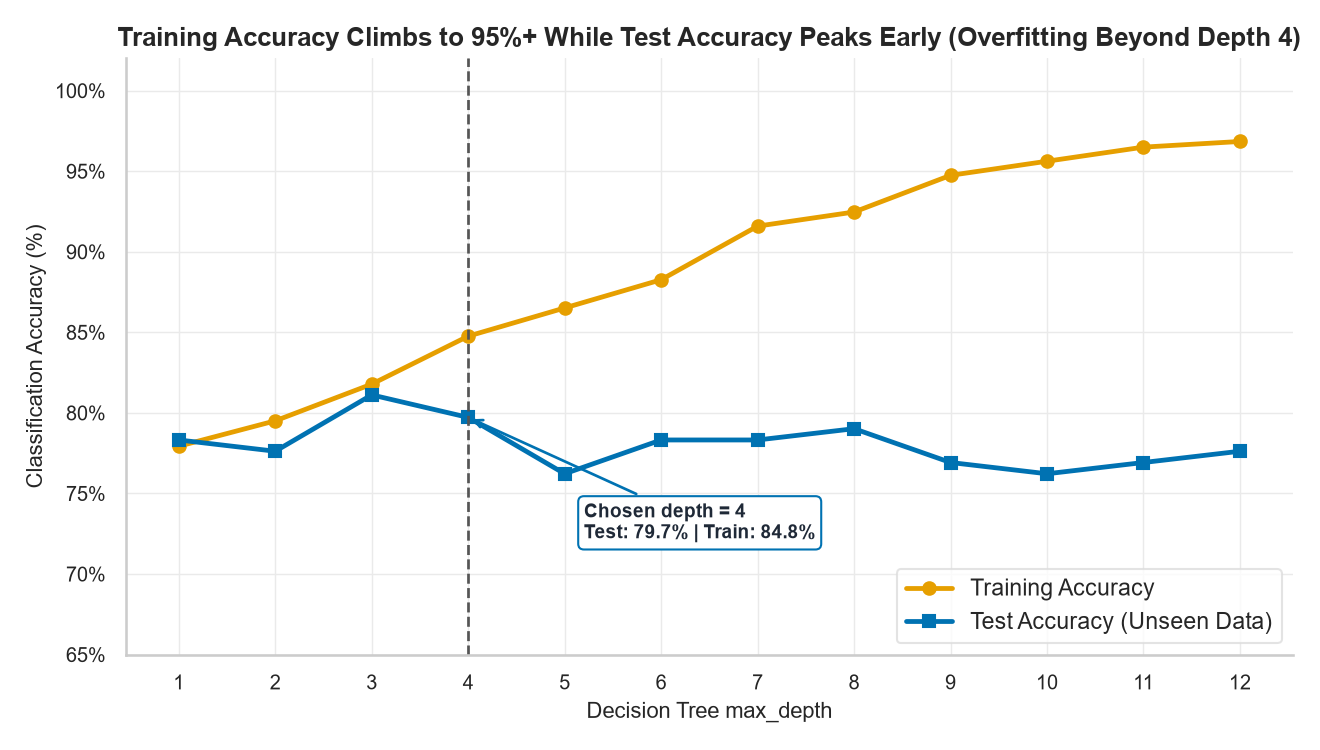 Training Accuracy Climbs to 95%+ While Test Accuracy Peaks Early (Overfitting Beyond Depth 4)
Classification Accuracy (%)
100%
95%
90%
85%
80%
75%
70%
65%
Chosen depth = 4
Test: 79.7% | Train: 84.8%
Training Accuracy
Test Accuracy (Unseen Data)
1 2 3 4 5 6 7 8 9 10 11 12
Decision Tree max_depth